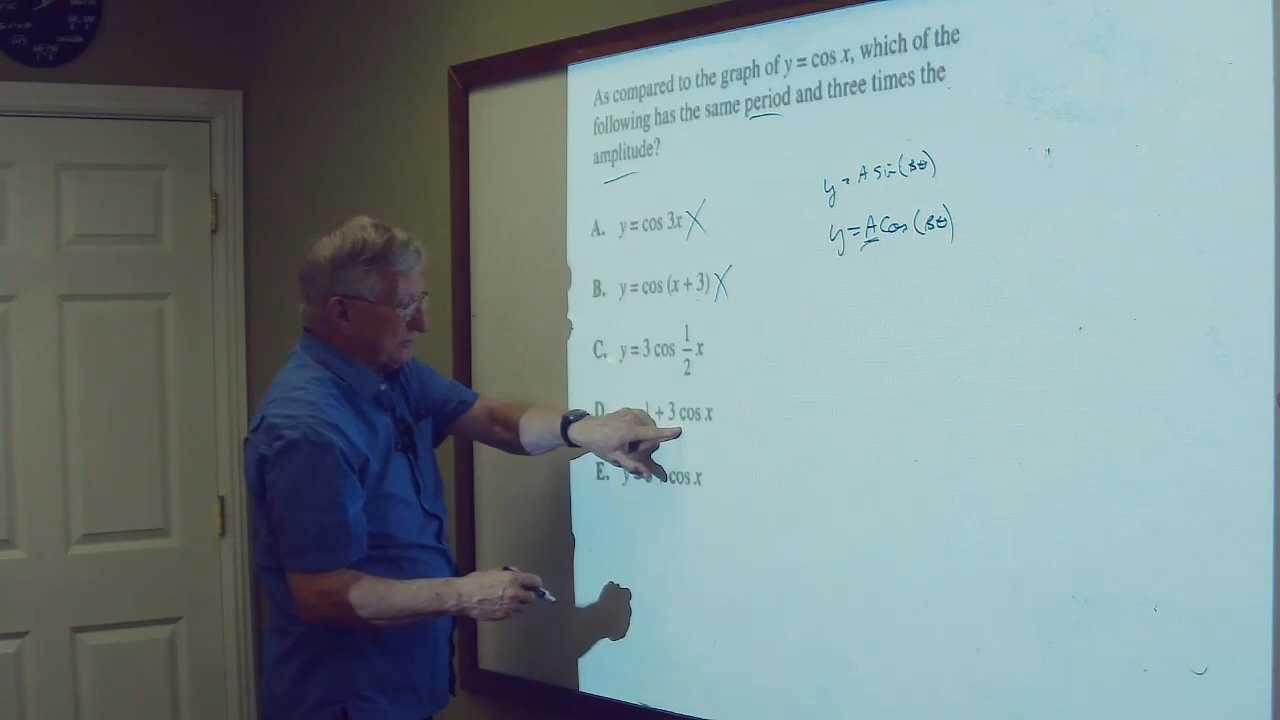 As compared to the graph of y = cos x, which of the
following has the same period and three times the
amplitude?
y = A sin(Bθ)
A. y = cos 3x X
y = A cos(Bθ)
B. y = cos (x + 3) X
C. y = 3 cos 1/2 x
D. 1 + 3 cos x
E. y = cos x